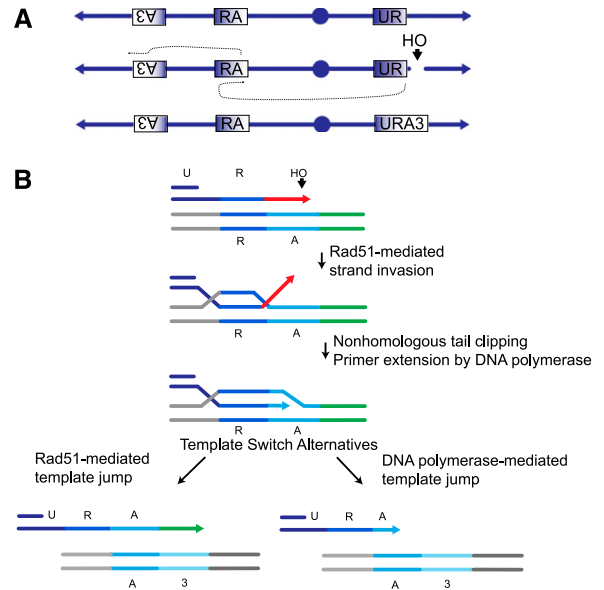 A
A3 RA UR
HO
A3 RA UR
A3 RA URA3
B
U R HO
R A
Rad51-mediated
strand invasion
R A
Nonhomologous tail clipping
Primer extension by DNA polymerase
R A
Template Switch Alternatives
Rad51-mediated
template jump
DNA polymerase-mediated
template jump
U R A
A 3
U R A
A 3